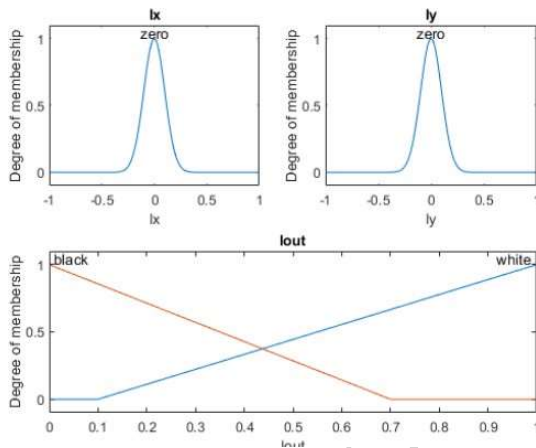 Ix
zero
Degree of membership
1
0.5
0
-1 -0.5 0 0.5 1
Ix
Iy
zero
Degree of membership
1
0.5
0
-1 -0.5 0 0.5 1
Iy
Iout
black
white
Degree of membership
1
0.5
0
0 0.1 0.2 0.3 0.4 0.5 0.6 0.7 0.8 0.9 1
Iout